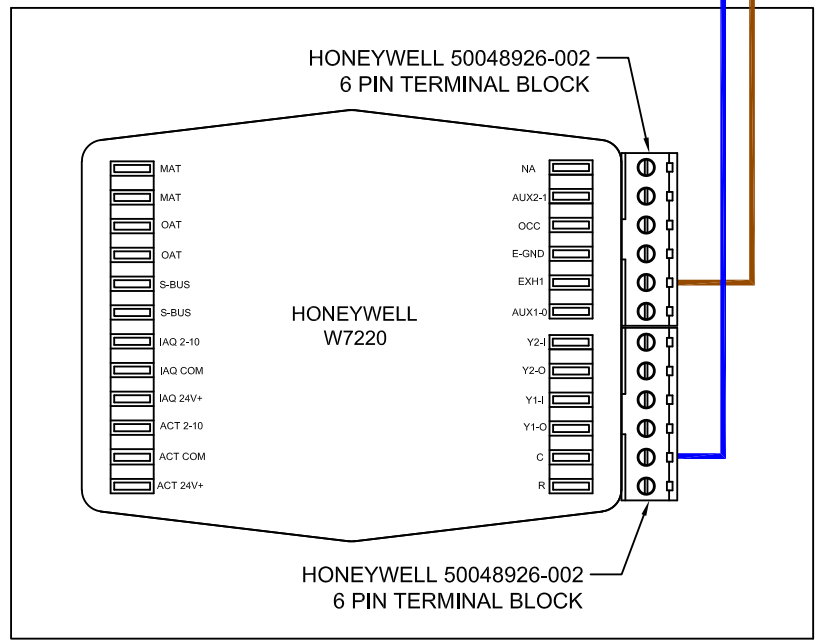 HONEYWELL 50048926-002
6 PIN TERMINAL BLOCK
MAT
MAT
OAT
OAT
S-BUS
S-BUS
IAQ 2-10
IAQ COM
IAQ 24V+
ACT 2-10
ACT COM
ACT 24V+
HONEYWELL
W7220
NA
AUX2-1
OCC
E-GND
EXH1
AUX1-0
Y2-I
Y2-O
Y1-I
Y1-O
C
R
HONEYWELL 50048926-002
6 PIN TERMINAL BLOCK